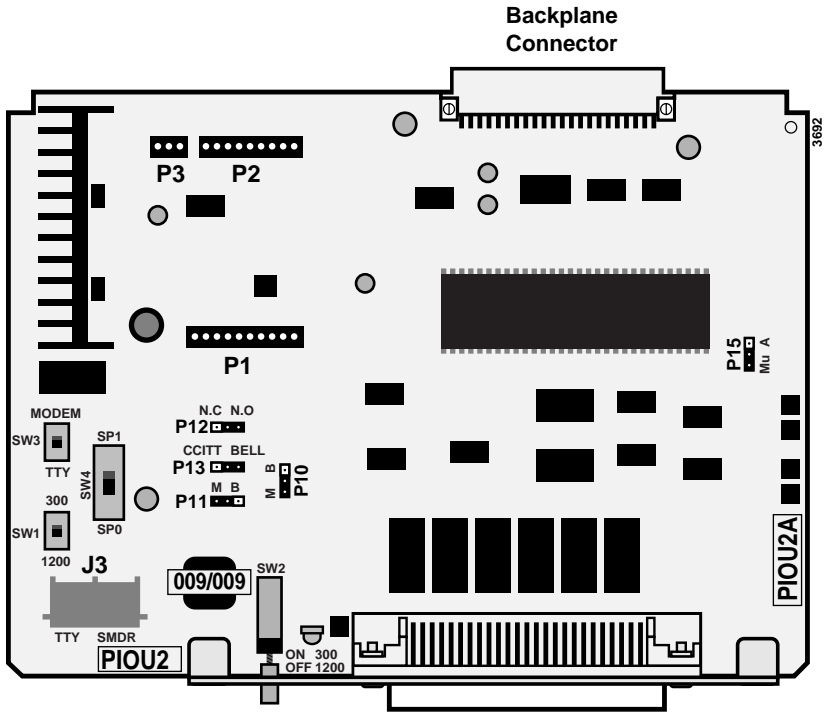 Backplane
Connector
3692
P3
P2
P1
P15
Mu A
MODEM
SW3
TTY
SP1
SW4
SP0
300
SW1
1200
N.C N.O
P12
CCITT BELL
P13
M B
P11
M B
P10
J3
TTY SMDR
009/009
SW2
ON 300
OFF 1200
PIOU2
PIOU2A